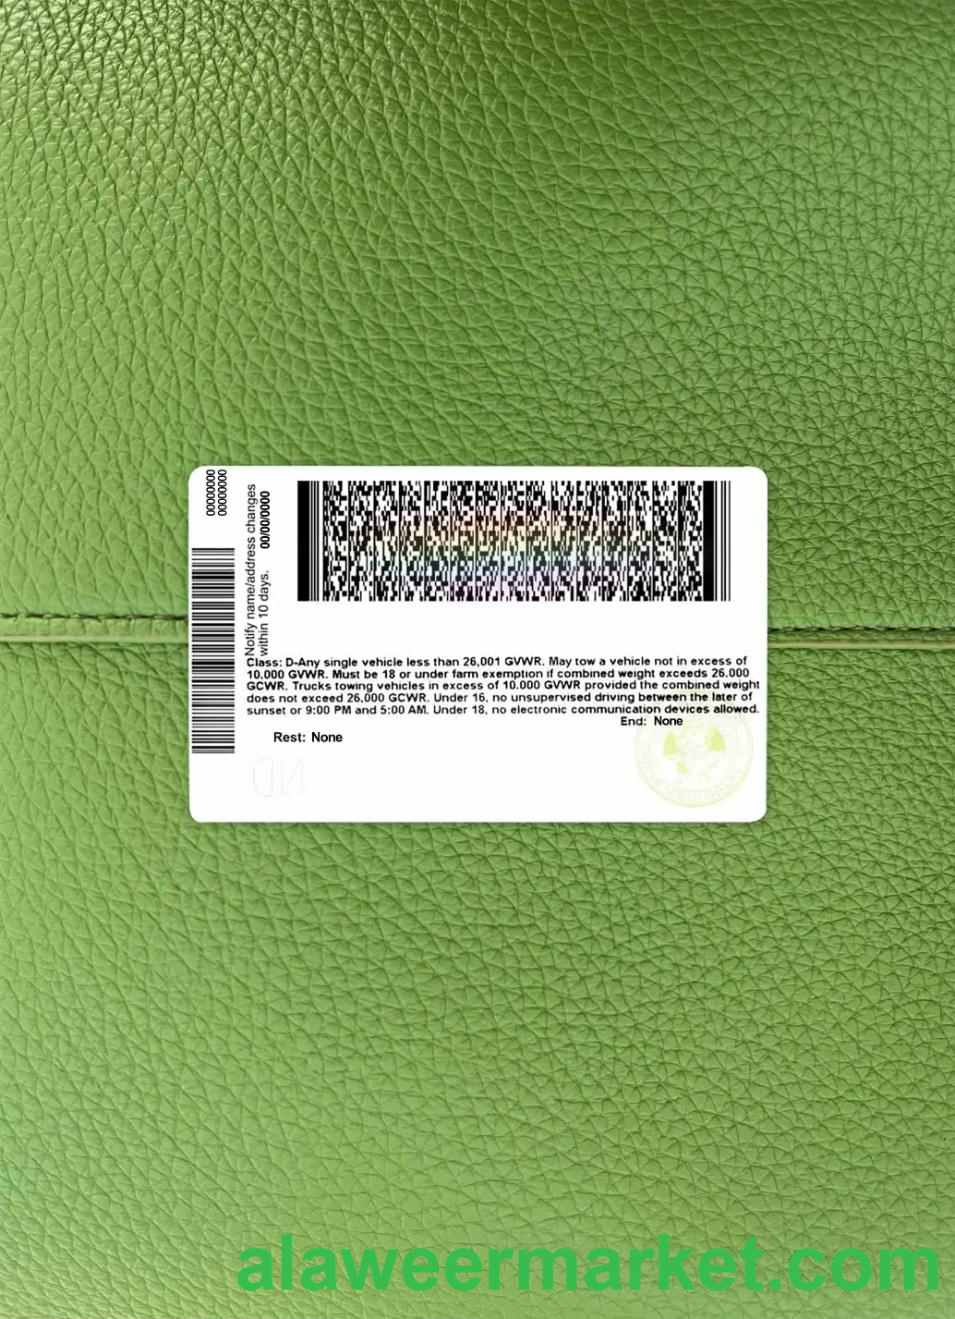 00000000
00000000
Notify name/address changes
within 10 days. 00/00/0000
Class: D-Any single vehicle less than 26,001 GVWR. May tow a vehicle not in excess of
10,000 GVWR. Must be 18 or under farm exemption if combined weight exceeds 26.000
GCWR. Trucks towing vehicles in excess of 10.000 GVWR provided the combined weight
does not exceed 26,000 GCWR. Under 16, no unsupervised driving between the later of
sunset or 9:00 PM and 5:00 AM. Under 18, no electronic communication devices allowed.
End: None
Rest: None
alaweermarket.com